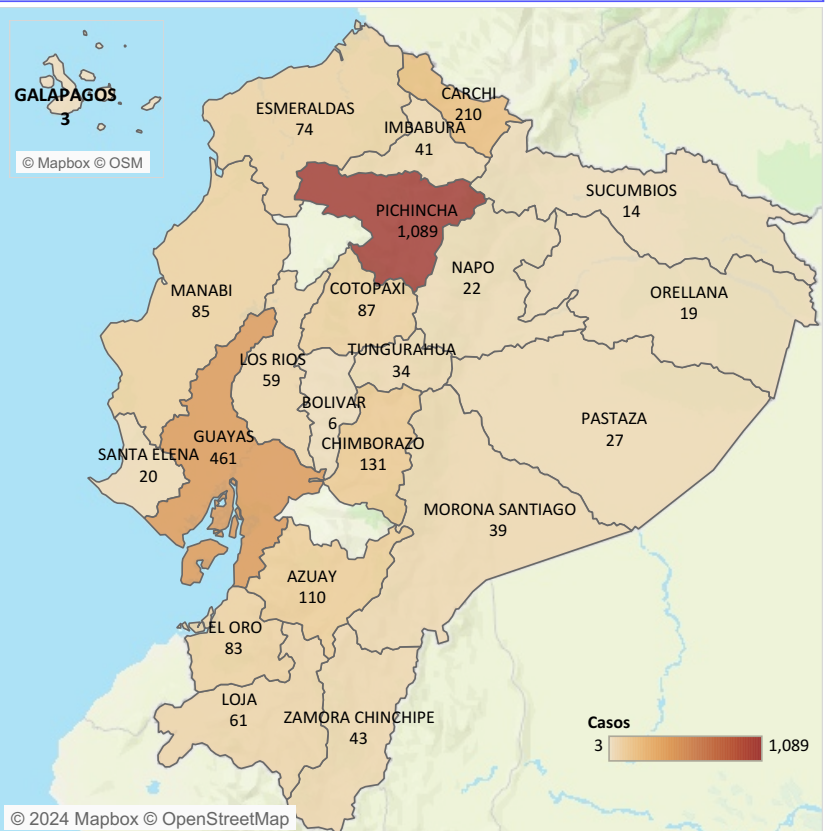 GALAPAGOS
3
© Mapbox © OSM
ESMERALDAS
74
CARCHI
210
IMBABURA
41
SUCUMBIOS
14
PICHINCHA
1,089
NAPO
22
ORELLANA
19
MANABI
85
COTOPAXI
87
TUNGURAHUA
34
LOS RIOS
59
BOLIVAR
6
PASTAZA
27
GUAYAS
461
CHIMBORAZO
131
SANTA ELENA
20
MORONA SANTIAGO
39
AZUAY
110
EL ORO
83
LOJA
61
ZAMORA CHINCHIPE
43
Casos
3 1,089
© 2024 Mapbox © OpenStreetMap